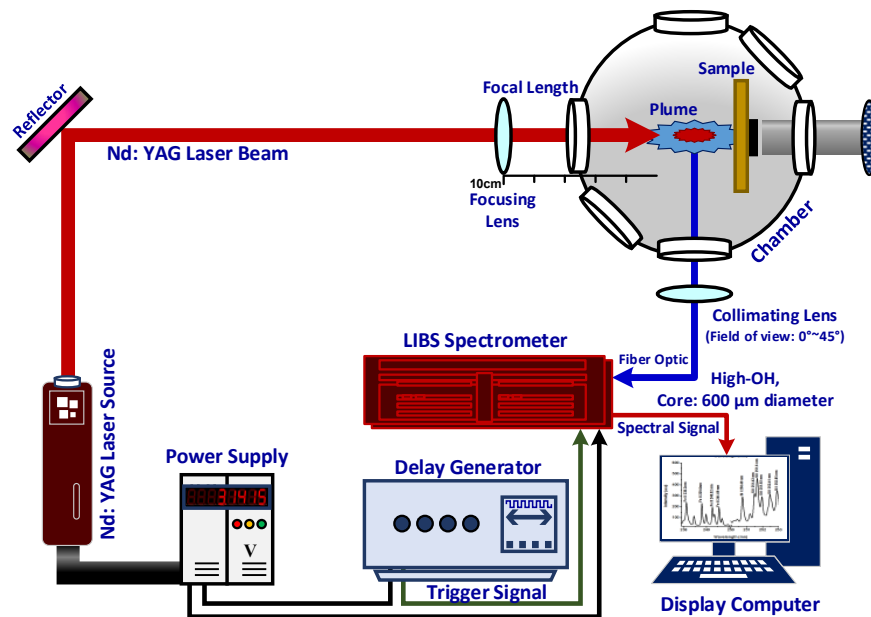 Reflector
Focal Length
Sample
Plume
Nd: YAG Laser Beam
10cm
Focusing
Lens
Chamber
Collimating Lens
(Field of view: 0°~45°)
LIBS Spectrometer
Fiber Optic
High-OH,
Core: 600 µm diameter
Spectral Signal
Nd: YAG Laser Source
Power Supply
31415
V
Delay Generator
Trigger Signal
Display Computer